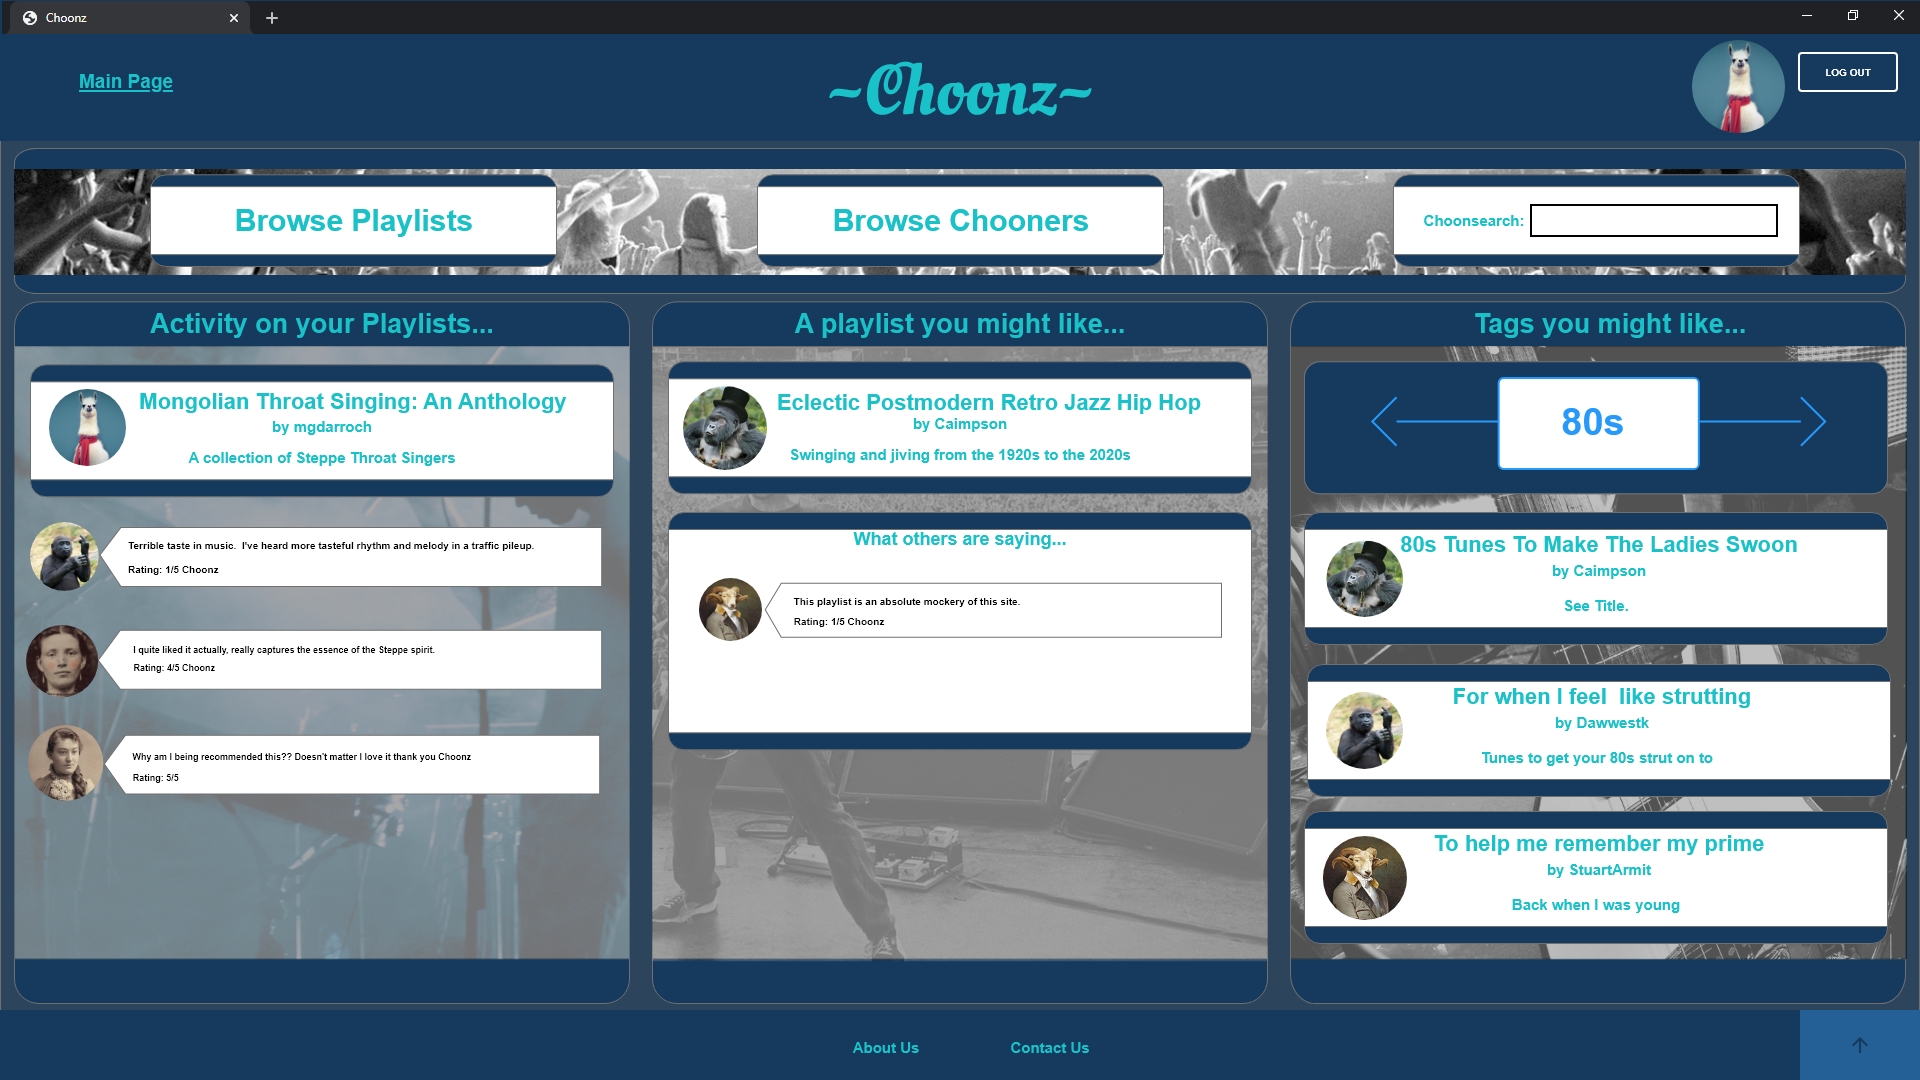 Choonz
Main Page
~Choonz~
LOG OUT
Browse Playlists
Browse Chooners
Choonsearch:
Activity on your Playlists...
Mongolian Throat Singing: An Anthology
by mgdarroch
A collection of Steppe Throat Singers
Terrible taste in music.  I've heard more tasteful rhythm and melody in a traffic pileup.
Rating: 1/5 Choonz
I quite liked it actually, really captures the essence of the Steppe spirit.
Rating: 4/5 Choonz
Why am I being recommended this?? Doesn't matter I love it thank you Choonz
Rating: 5/5
A playlist you might like...
Eclectic Postmodern Retro Jazz Hip Hop
by Caimpson
Swinging and jiving from the 1920s to the 2020s
What others are saying...
This playlist is an absolute mockery of this site.
Rating: 1/5 Choonz
Tags you might like...
80s
80s Tunes To Make The Ladies Swoon
by Caimpson
See Title.
For when I feel  like strutting
by Dawwestk
Tunes to get your 80s strut on to
To help me remember my prime
by StuartArmit
Back when I was young
About Us
Contact Us